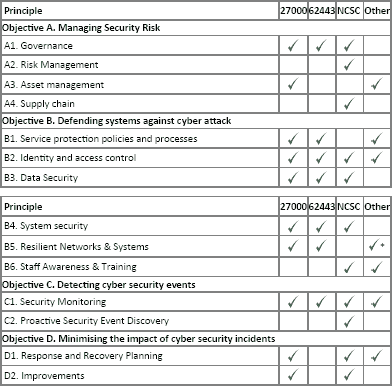 Principle 27000 62443 NCSC Other
Objective A. Managing Security Risk
A1. Governance ✓ ✓ ✓
A2. Risk Management ✓
A3. Asset management ✓ ✓
A4. Supply chain ✓
Objective B. Defending systems against cyber attack
B1. Service protection policies and processes ✓ ✓ ✓
B2. Identity and access control ✓ ✓ ✓ ✓
B3. Data Security ✓ ✓ ✓
Principle 27000 62443 NCSC Other
B4. System security ✓ ✓ ✓
B5. Resilient Networks & Systems ✓ ✓ ✓*
B6. Staff Awareness & Training ✓ ✓
Objective C. Detecting cyber security events
C1. Security Monitoring ✓ ✓ ✓ ✓
C2. Proactive Security Event Discovery ✓
Objective D. Minimising the impact of cyber security incidents
D1. Response and Recovery Planning ✓ ✓ ✓ ✓
D2. Improvements ✓ ✓ ✓